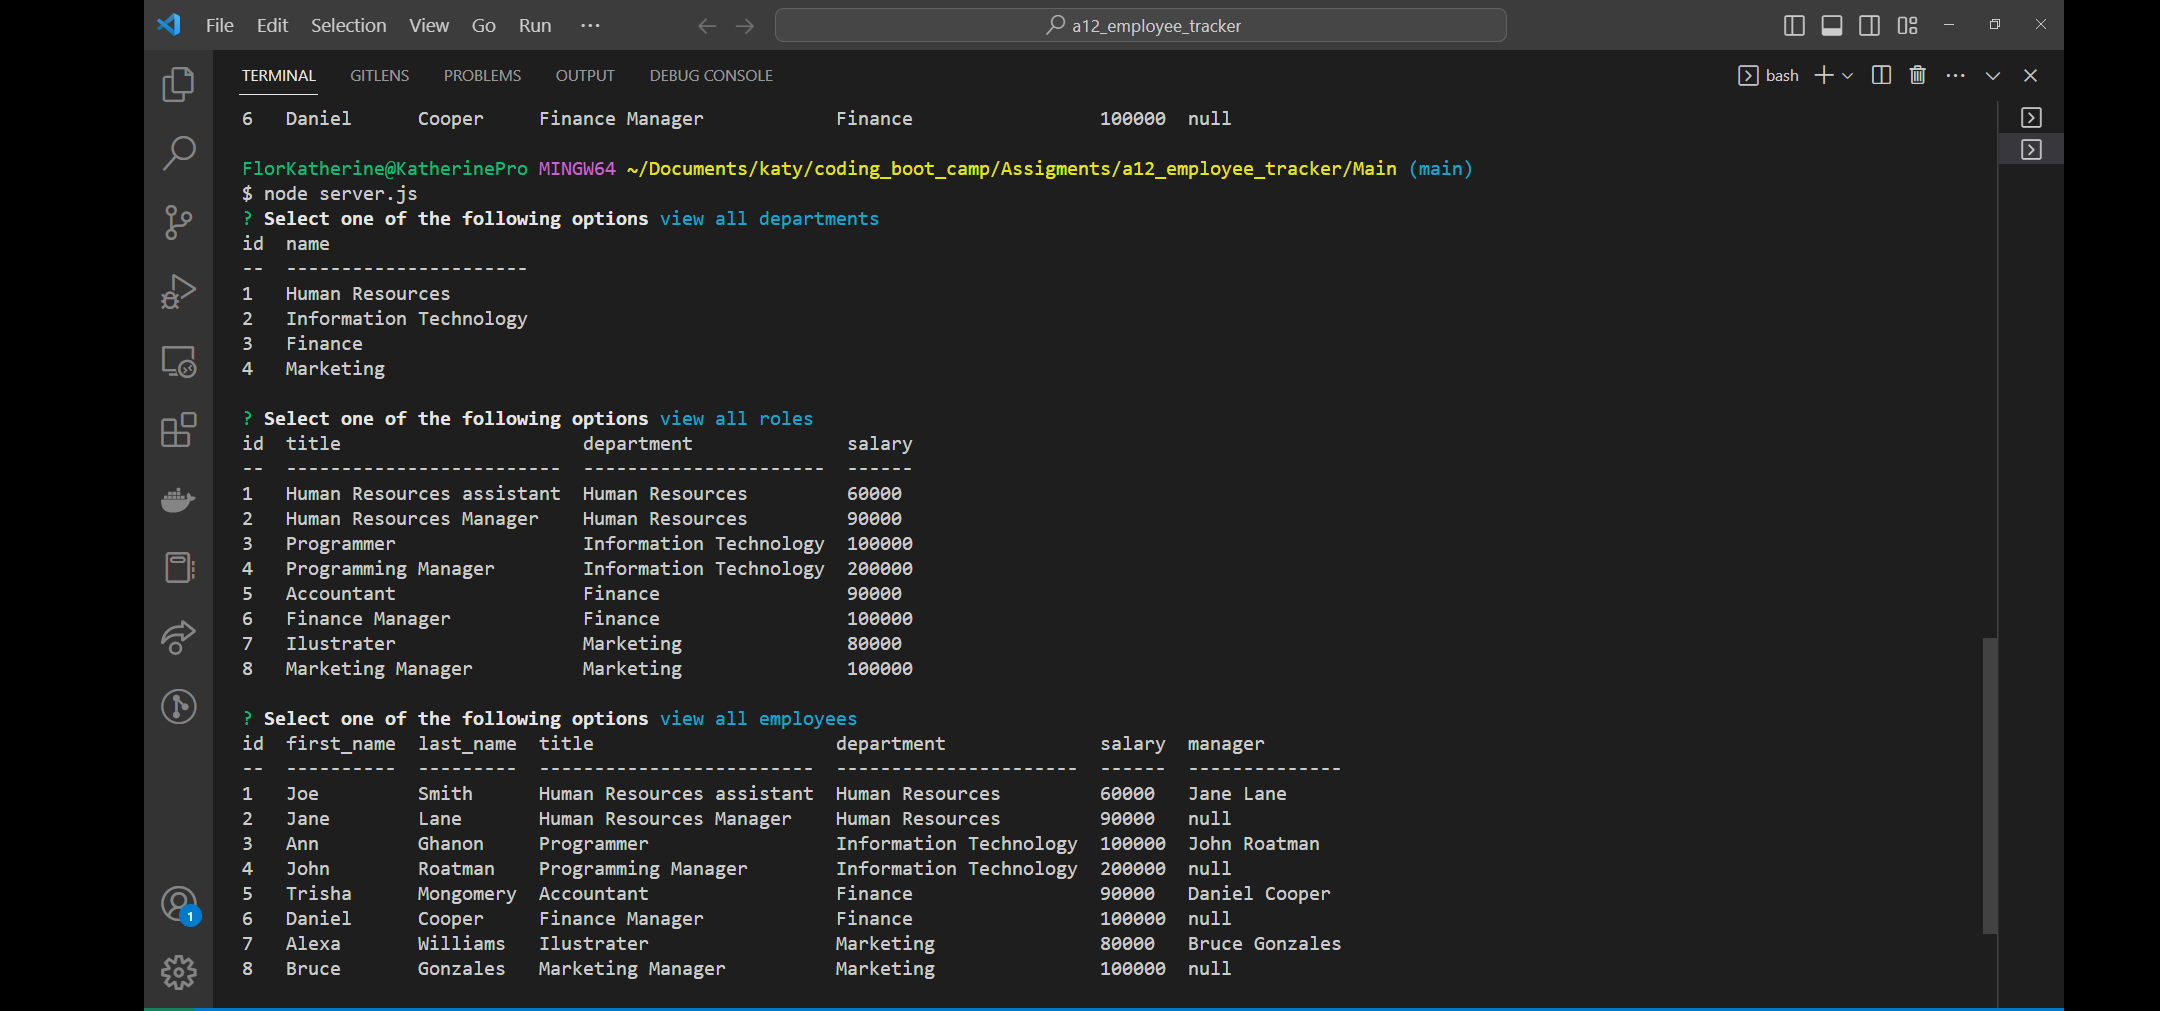 File Edit Selection View Go Run ··· a12_employee_tracker
TERMINAL GITLENS PROBLEMS OUTPUT DEBUG CONSOLE bash
6 Daniel Cooper Finance Manager Finance 100000 null
FlorKatherine@KatherinePro MINGW64 ~/Documents/katy/coding_boot_camp/Assigments/a12_employee_tracker/Main (main)
$ node server.js
? Select one of the following options view all departments
id name
-- ----------------------
1 Human Resources
2 Information Technology
3 Finance
4 Marketing
? Select one of the following options view all roles
id title department salary
-- ------------------------- ---------------------- ------
1 Human Resources assistant Human Resources 60000
2 Human Resources Manager Human Resources 90000
3 Programmer Information Technology 100000
4 Programming Manager Information Technology 200000
5 Accountant Finance 90000
6 Finance Manager Finance 100000
7 Ilustrater Marketing 80000
8 Marketing Manager Marketing 100000
? Select one of the following options view all employees
id first_name last_name title department salary manager
-- ---------- --------- ------------------------- ---------------------- ------ --------------
1 Joe Smith Human Resources assistant Human Resources 60000 Jane Lane
2 Jane Lane Human Resources Manager Human Resources 90000 null
3 Ann Ghanon Programmer Information Technology 100000 John Roatman
4 John Roatman Programming Manager Information Technology 200000 null
5 Trisha Mongomery Accountant Finance 90000 Daniel Cooper
6 Daniel Cooper Finance Manager Finance 100000 null
7 Alexa Williams Ilustrater Marketing 80000 Bruce Gonzales
8 Bruce Gonzales Marketing Manager Marketing 100000 null
1